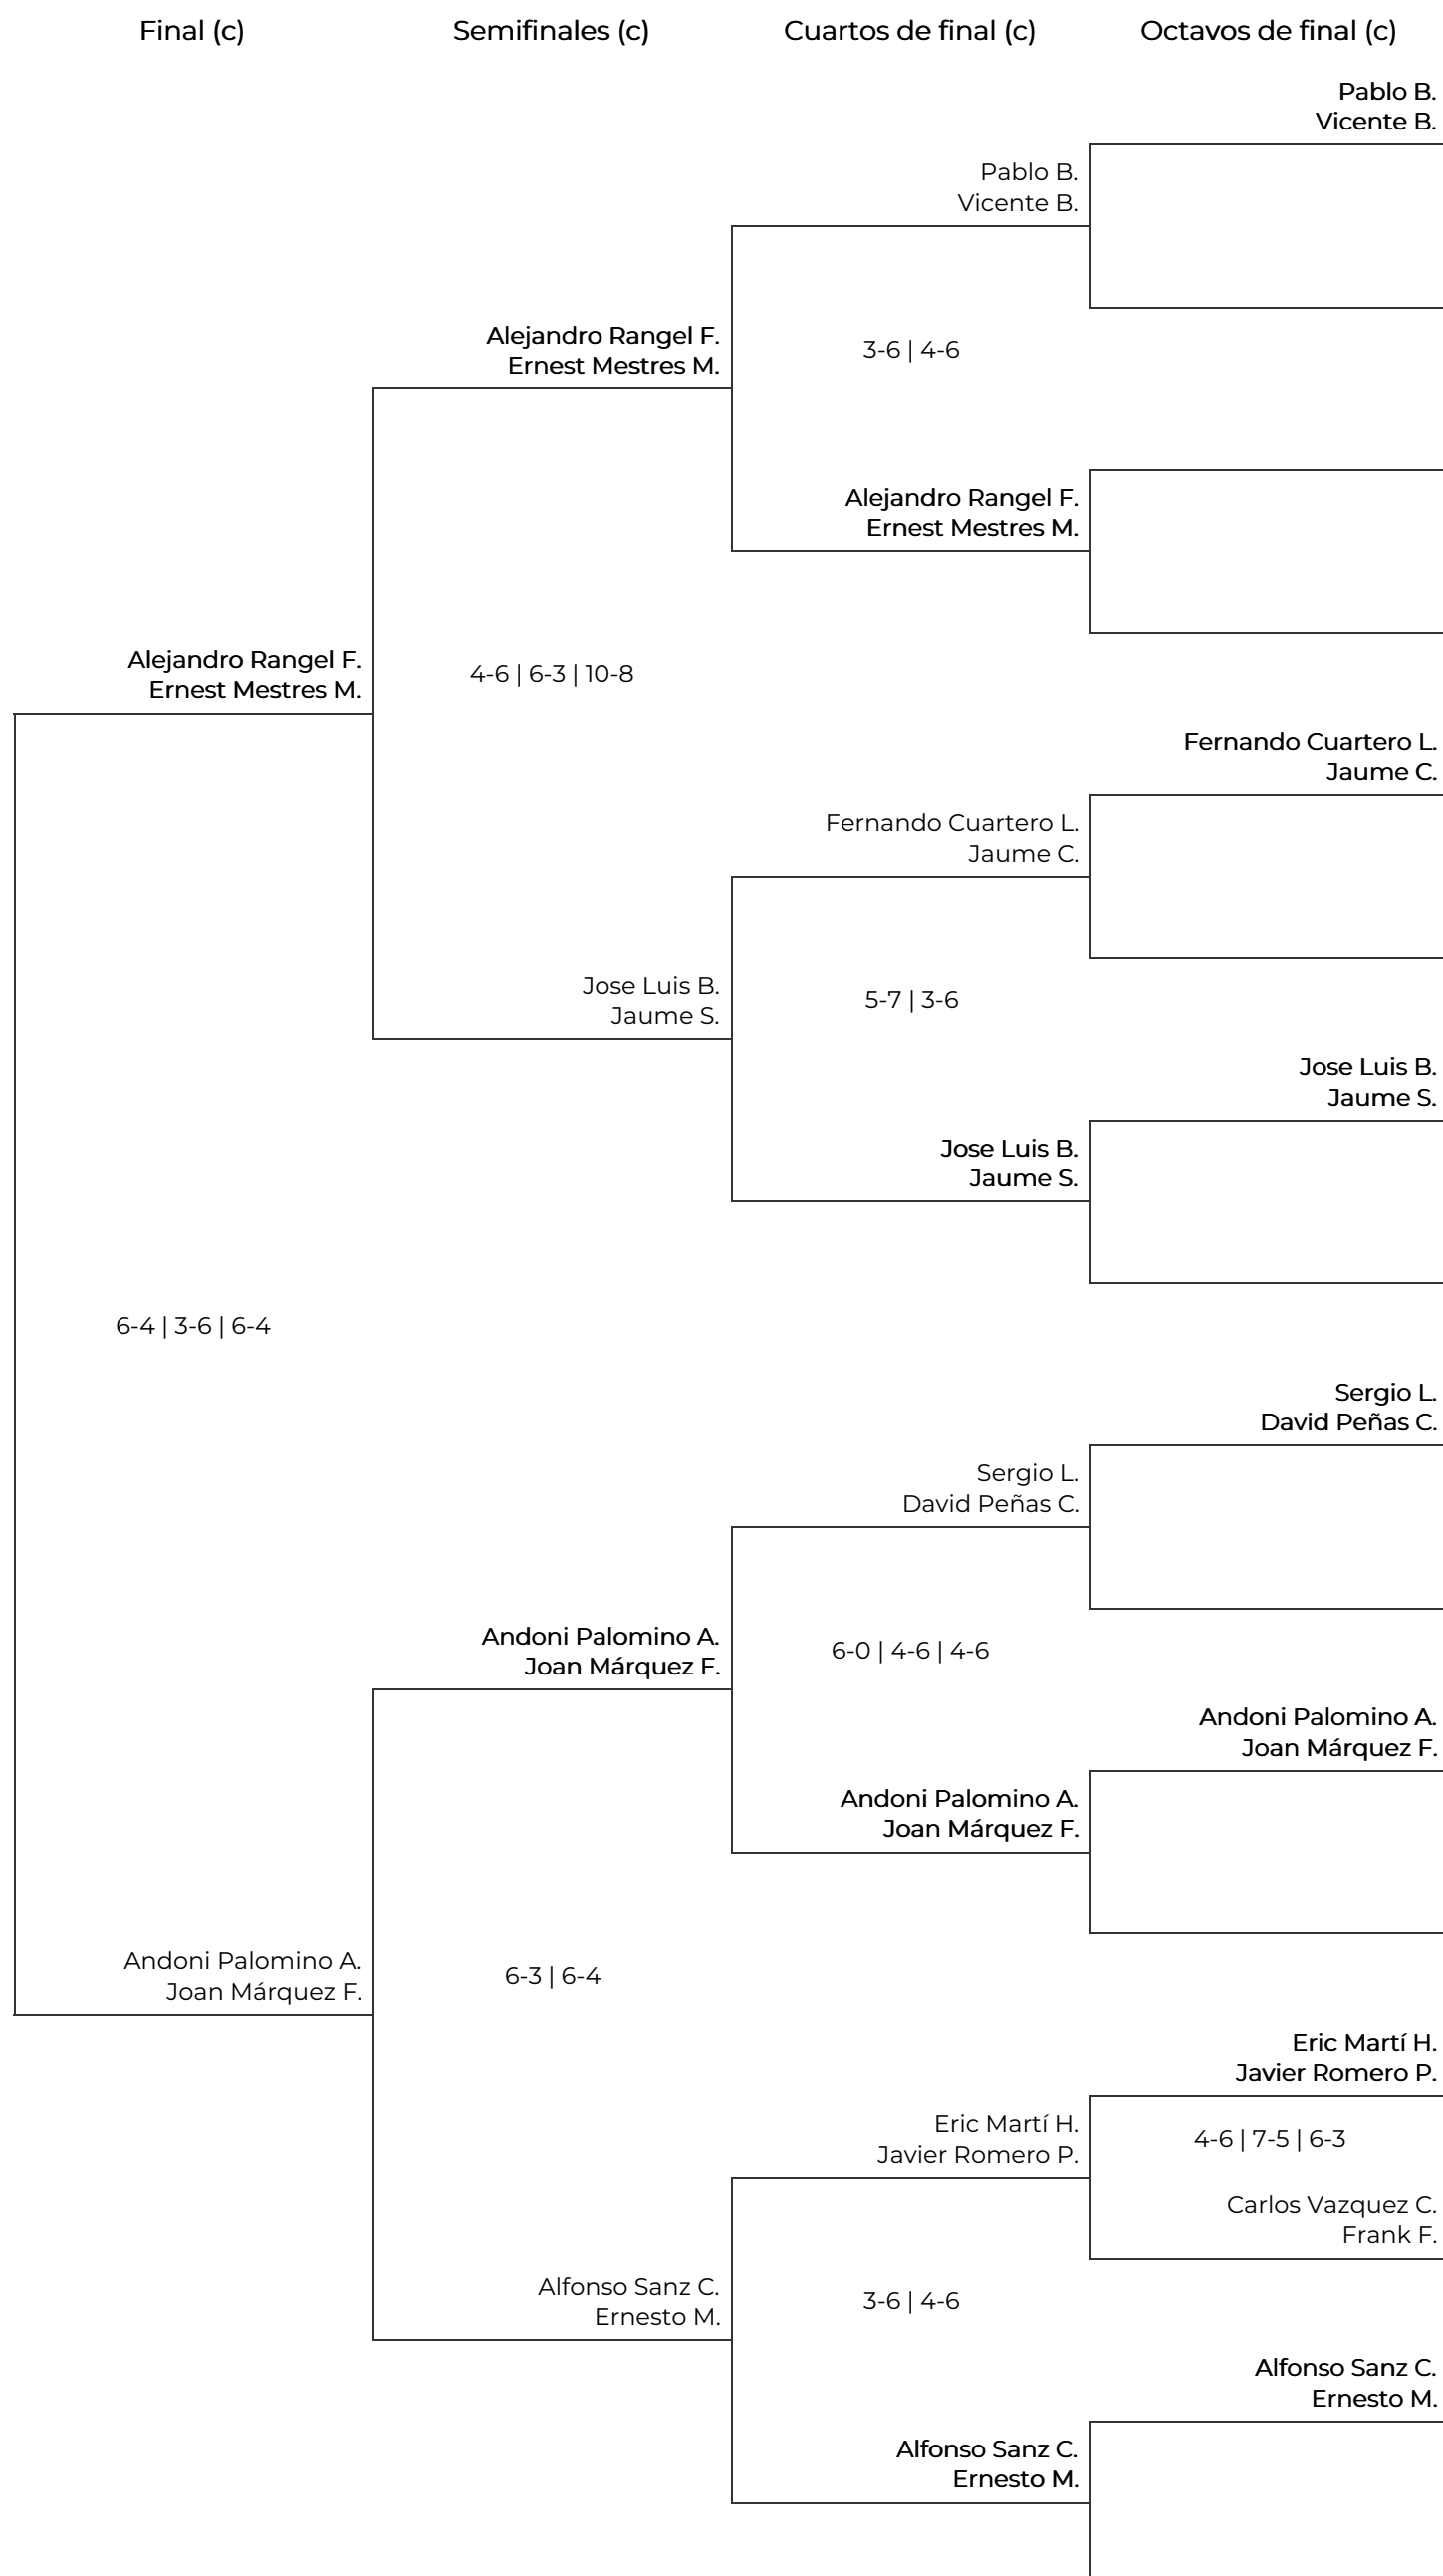 Final (c)
Semifinales (c)
Cuartos de final (c)
Octavos de final (c)
Pablo B.
Vicente B.
Pablo B.
Vicente B.
Alejandro Rangel F.
Ernest Mestres M.
3-6 | 4-6
Alejandro Rangel F.
Ernest Mestres M.
Alejandro Rangel F.
Ernest Mestres M.
4-6 | 6-3 | 10-8
Fernando Cuartero L.
Jaume C.
Fernando Cuartero L.
Jaume C.
Jose Luis B.
Jaume S.
5-7 | 3-6
Jose Luis B.
Jaume S.
Jose Luis B.
Jaume S.
6-4 | 3-6 | 6-4
Sergio L.
David Peñas C.
Sergio L.
David Peñas C.
Andoni Palomino A.
Joan Márquez F.
6-0 | 4-6 | 4-6
Andoni Palomino A.
Joan Márquez F.
Andoni Palomino A.
Joan Márquez F.
Andoni Palomino A.
Joan Márquez F.
6-3 | 6-4
Eric Martí H.
Javier Romero P.
Eric Martí H.
Javier Romero P.
4-6 | 7-5 | 6-3
Carlos Vazquez C.
Frank F.
Alfonso Sanz C.
Ernesto M.
3-6 | 4-6
Alfonso Sanz C.
Ernesto M.
Alfonso Sanz C.
Ernesto M.